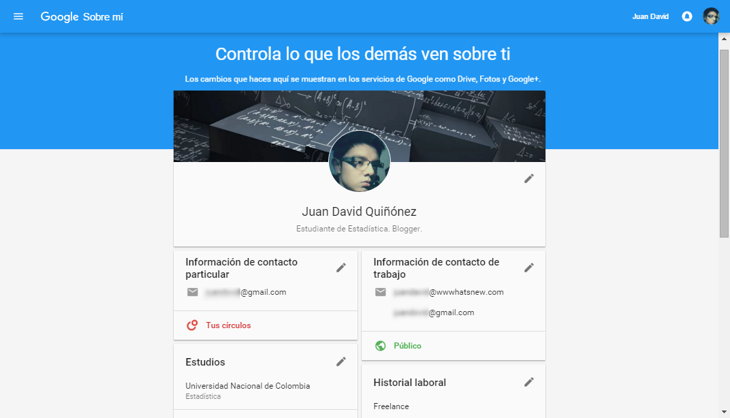 Google Sobre mí
Juan David
Controla lo que los demás ven sobre ti
Los cambios que haces aquí se muestran en los servicios de Google como Drive, Fotos y Google+.
Juan David Quiñónez
Estudiante de Estadística. Blogger.
Información de contacto
particular
@gmail.com
Tus círculos
Información de contacto de
trabajo
@wwwhatsnew.com
@gmail.com
Público
Estudios
Universidad Nacional de Colombia
Estadística
Historial laboral
Freelance